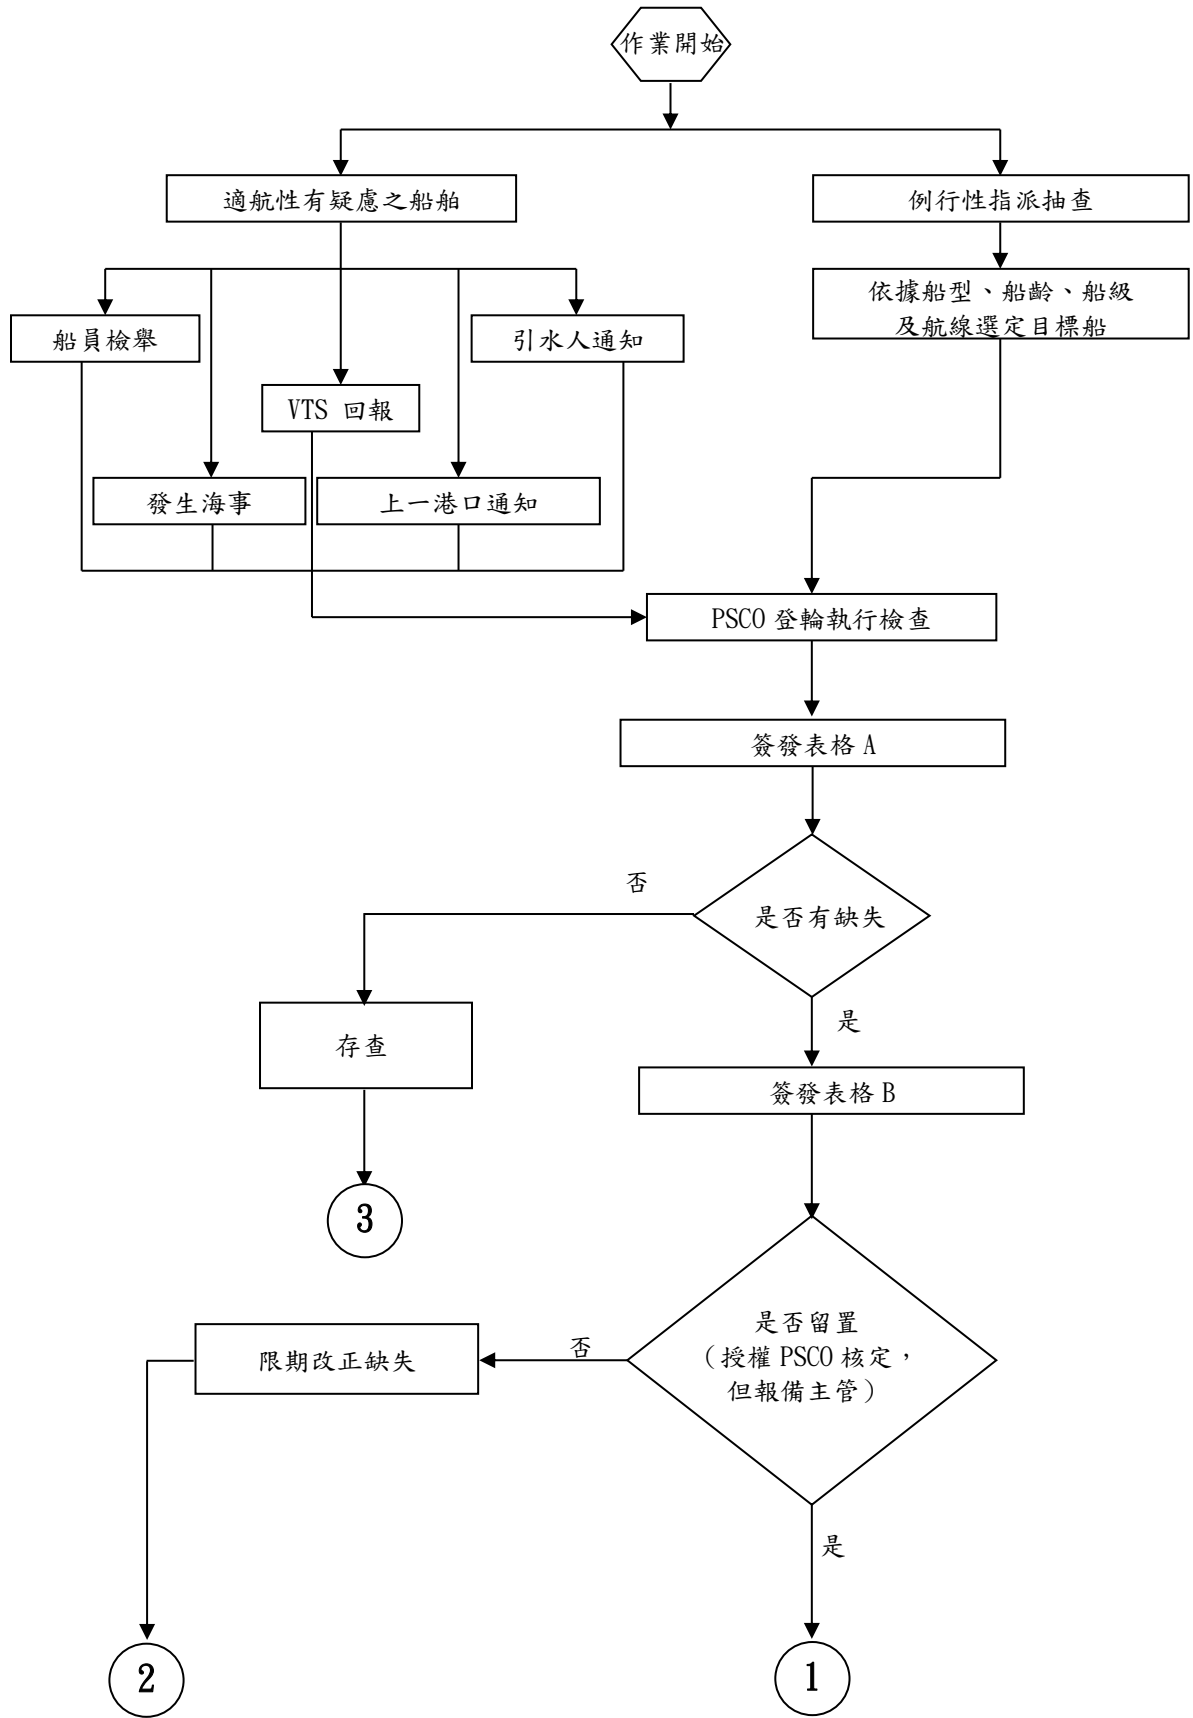 作業開始
適航性有疑慮之船舶
例行性指派抽查
依據船型、船齡、船級
及航線選定目標船
船員檢舉
引水人通知
VTS 回報
發生海事
上一港口通知
PSCO 登輪執行檢查
簽發表格 A
否
是否有缺失
是
存查
簽發表格 B
3
是否留置
（授權 PSCO 核定，
但報備主管）
否
限期改正缺失
是
2
1